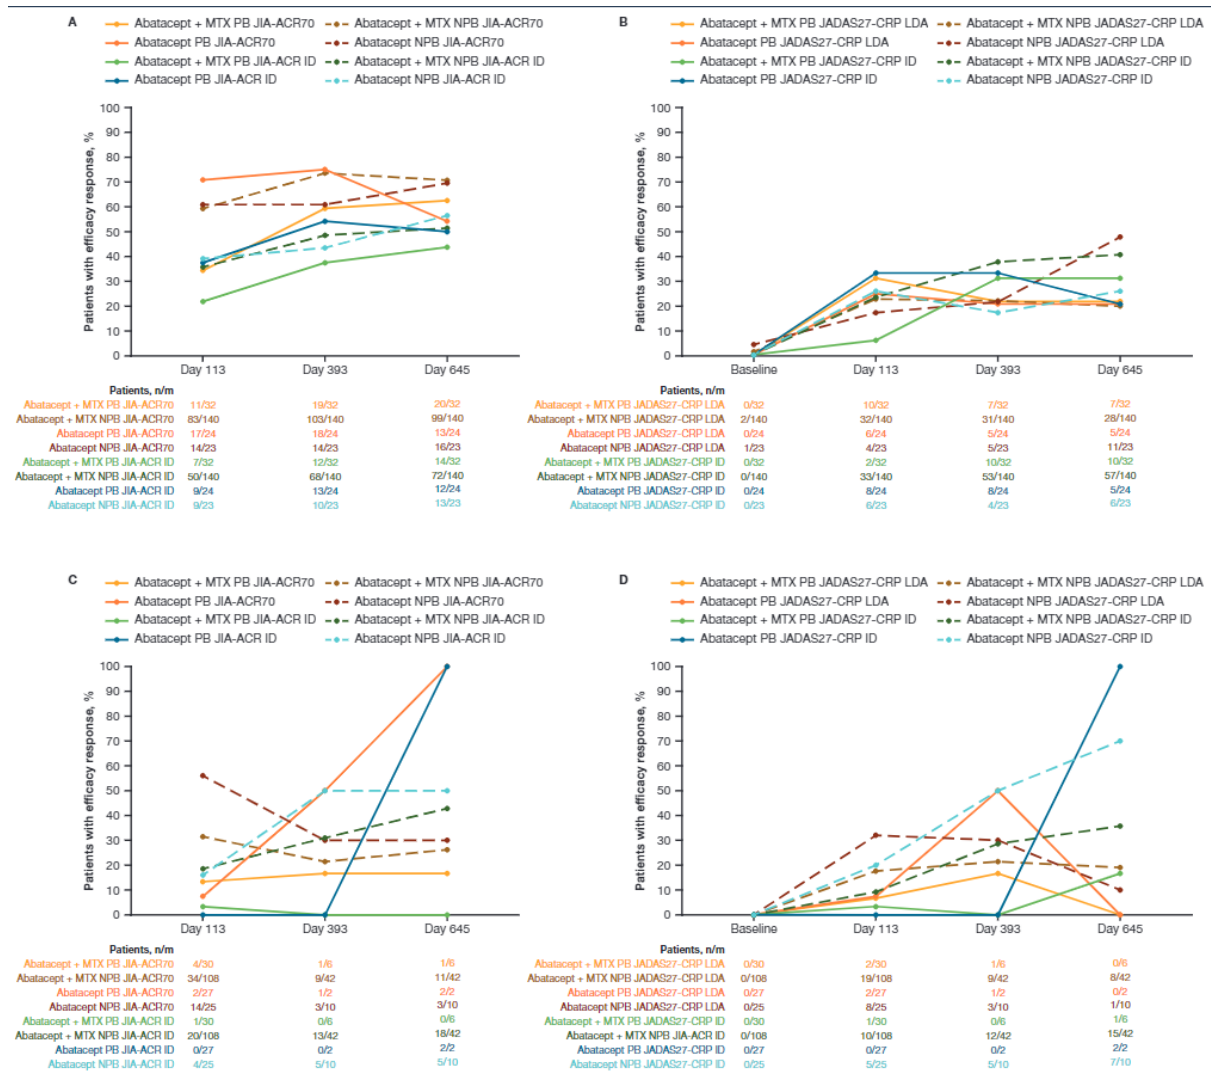 A
Abatacept + MTX PB JIA-ACR70
Abatacept + MTX NPB JIA-ACR70
Abatacept PB JIA-ACR70
Abatacept NPB JIA-ACR70
Abatacept + MTX PB JIA-ACR ID
Abatacept + MTX NPB JIA-ACR ID
Abatacept PB JIA-ACR ID
Abatacept NPB JIA-ACR ID
Patients with efficacy response, %
100
90
80
70
60
50
40
30
20
10
0
Day 113 Day 393 Day 645
Patients, n/m
Abatacept + MTX PB JIA-ACR70 11/32 19/32 20/32
Abatacept + MTX NPB JIA-ACR70 83/140 103/140 99/140
Abatacept PB JIA-ACR70 17/24 18/24 13/24
Abatacept NPB JIA-ACR70 14/23 14/23 16/23
Abatacept + MTX PB JIA-ACR ID 7/32 12/32 14/32
Abatacept + MTX NPB JIA-ACR ID 50/140 68/140 72/140
Abatacept PB JIA-ACR ID 9/24 13/24 12/24
Abatacept NPB JIA-ACR ID 9/23 10/23 13/23
B
Abatacept + MTX PB JADAS27-CRP LDA
Abatacept + MTX NPB JADAS27-CRP LDA
Abatacept PB JADAS27-CRP LDA
Abatacept NPB JADAS27-CRP LDA
Abatacept + MTX PB JADAS27-CRP ID
Abatacept + MTX NPB JADAS27-CRP ID
Abatacept PB JADAS27-CRP ID
Abatacept NPB JADAS27-CRP ID
Patients with efficacy response, %
100
90
80
70
60
50
40
30
20
10
0
Baseline Day 113 Day 393 Day 645
Patients, n/m
Abatacept + MTX PB JADAS27-CRP LDA 0/32 10/32 7/32 7/32
Abatacept + MTX NPB JADAS27-CRP LDA 2/140 32/140 31/140 28/140
Abatacept PB JADAS27-CRP LDA 0/24 6/24 5/24 5/24
Abatacept NPB JADAS27-CRP LDA 1/23 4/23 5/23 11/23
Abatacept + MTX PB JADAS27-CRP ID 0/32 2/32 10/32 10/32
Abatacept + MTX NPB JADAS27-CRP ID 0/140 33/140 53/140 57/140
Abatacept PB JADAS27-CRP ID 0/24 8/24 8/24 5/24
Abatacept NPB JADAS27-CRP ID 0/23 6/23 4/23 6/23
C
Abatacept + MTX PB JIA-ACR70
Abatacept + MTX NPB JIA-ACR70
Abatacept PB JIA-ACR70
Abatacept NPB JIA-ACR70
Abatacept + MTX PB JIA-ACR ID
Abatacept + MTX NPB JIA-ACR ID
Abatacept PB JIA-ACR ID
Abatacept NPB JIA-ACR ID
Patients with efficacy response, %
100
90
80
70
60
50
40
30
20
10
0
Day 113 Day 393 Day 645
Patients, n/m
Abatacept + MTX PB JIA-ACR70 4/30 1/6 1/6
Abatacept + MTX NPB JIA-ACR70 34/108 9/42 11/42
Abatacept PB JIA-ACR70 2/27 1/2 2/2
Abatacept NPB JIA-ACR70 14/25 3/10 3/10
Abatacept + MTX PB JIA-ACR ID 1/30 0/6 0/6
Abatacept + MTX NPB JIA-ACR ID 20/108 13/42 18/42
Abatacept PB JIA-ACR ID 0/27 0/2 2/2
Abatacept NPB JIA-ACR ID 4/25 5/10 5/10
D
Abatacept + MTX PB JADAS27-CRP LDA
Abatacept + MTX NPB JADAS27-CRP LDA
Abatacept PB JADAS27-CRP LDA
Abatacept NPB JADAS27-CRP LDA
Abatacept + MTX PB JADAS27-CRP ID
Abatacept + MTX NPB JADAS27-CRP ID
Abatacept PB JADAS27-CRP ID
Abatacept NPB JADAS27-CRP ID
Patients with efficacy response, %
100
90
80
70
60
50
40
30
20
10
0
Baseline Day 113 Day 393 Day 645
Patients, n/m
Abatacept + MTX PB JADAS27-CRP LDA 0/30 2/30 1/6 0/6
Abatacept + MTX NPB JADAS27-CRP LDA 0/108 19/108 9/42 8/42
Abatacept PB JADAS27-CRP LDA 0/27 2/27 1/2 0/2
Abatacept NPB JADAS27-CRP LDA 0/25 8/25 3/10 1/10
Abatacept + MTX PB JADAS27-CRP ID 0/30 1/30 0/6 1/6
Abatacept + MTX NPB JIA-ACR ID 0/108 10/108 12/42 15/42
Abatacept PB JADAS27-CRP ID 0/27 0/27 0/2 2/2
Abatacept NPB JADAS27-CRP ID 0/25 5/25 5/10 7/10